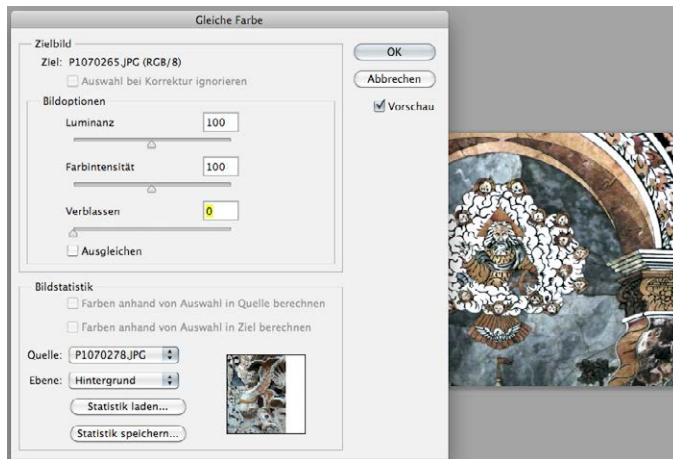 Gleiche Farbe
Zielbild
Ziel: P1070265.JPG (RGB/8)
Auswahl bei Korrektur ignorieren
Bildoptionen
Luminanz 100
Farbintensität 100
Verblassen 0
Ausgleichen
OK
Abbrechen
Vorschau
Bildstatistik
Farben anhand von Auswahl in Quelle berechnen
Farben anhand von Auswahl in Ziel berechnen
Quelle: P1070278.JPG
Ebene: Hintergrund
Statistik laden...
Statistik speichern...